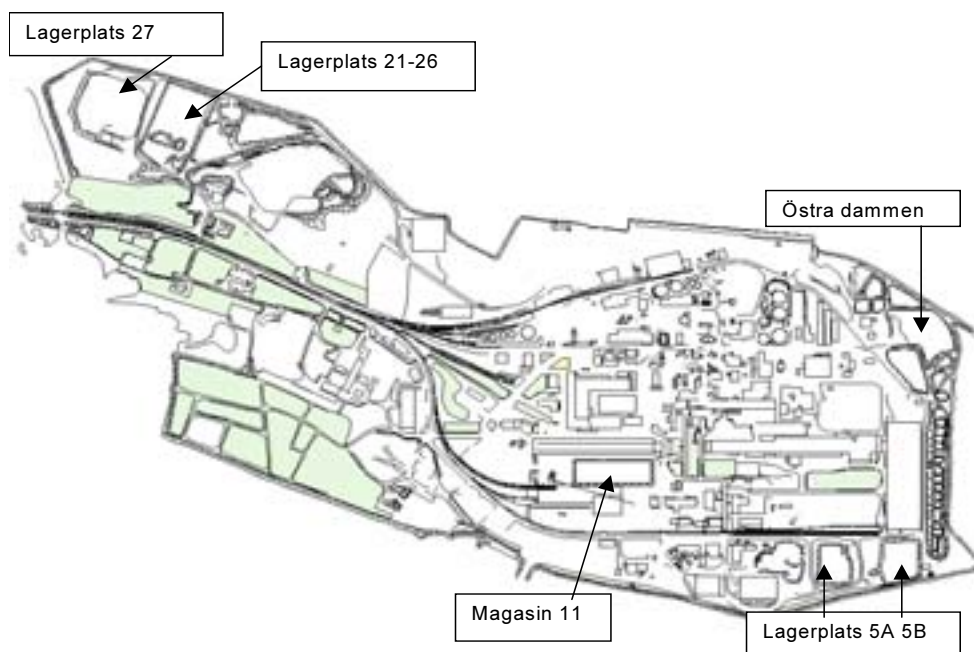 Lagerplats 27
Lagerplats 21-26
Östra dammen
Magasin 11
Lagerplats 5A 5B